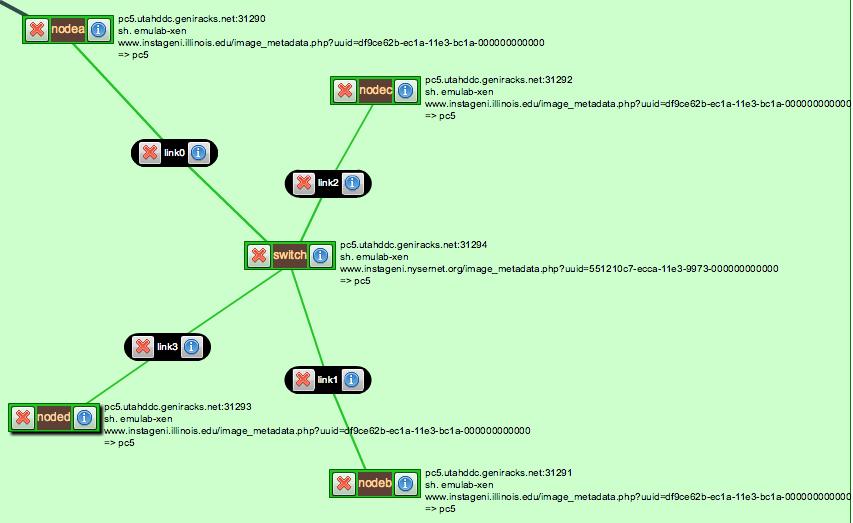 nodea
pc5.utahddc.geniracks.net:31290
sh. emulab-xen
www.instageni.illinois.edu/image_metadata.php?uuid=df9ce62b-ec1a-11e3-bc1a-000000000000
=> pc5
nodec
pc5.utahddc.geniracks.net:31292
sh. emulab-xen
www.instageni.illinois.edu/image_metadata.php?uuid=df9ce62b-ec1a-11e3-bc1a-000000000000
=> pc5
link0
link2
switch
pc5.utahddc.geniracks.net:31294
sh. emulab-xen
www.instageni.nysernet.org/image_metadata.php?uuid=551210c7-ecca-11e3-9973-000000000000
=> pc5
link3
link1
noded
pc5.utahddc.geniracks.net:31293
sh. emulab-xen
www.instageni.illinois.edu/image_metadata.php?uuid=df9ce62b-ec1a-11e3-bc1a-000000000000
=> pc5
nodeb
pc5.utahddc.geniracks.net:31291
sh. emulab-xen
www.instageni.illinois.edu/image_metadata.php?uuid=df9ce62b-ec1a-11e3-bc1a-000000000000
=> pc5